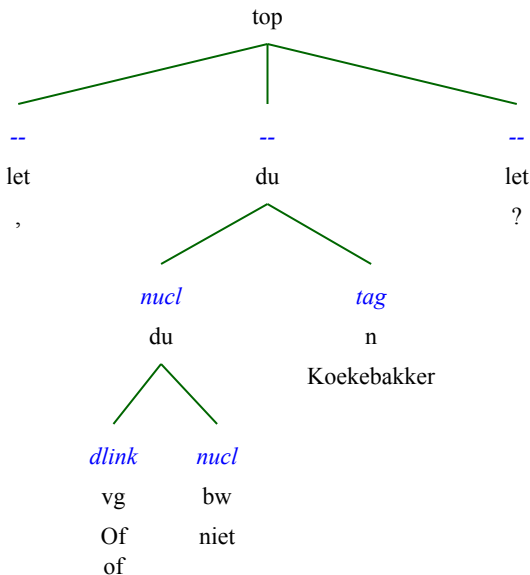 top
-- -- --
let du let
, ?
nucl tag
du n
Koekebakker
dlink nucl
vg bw
Of niet
of